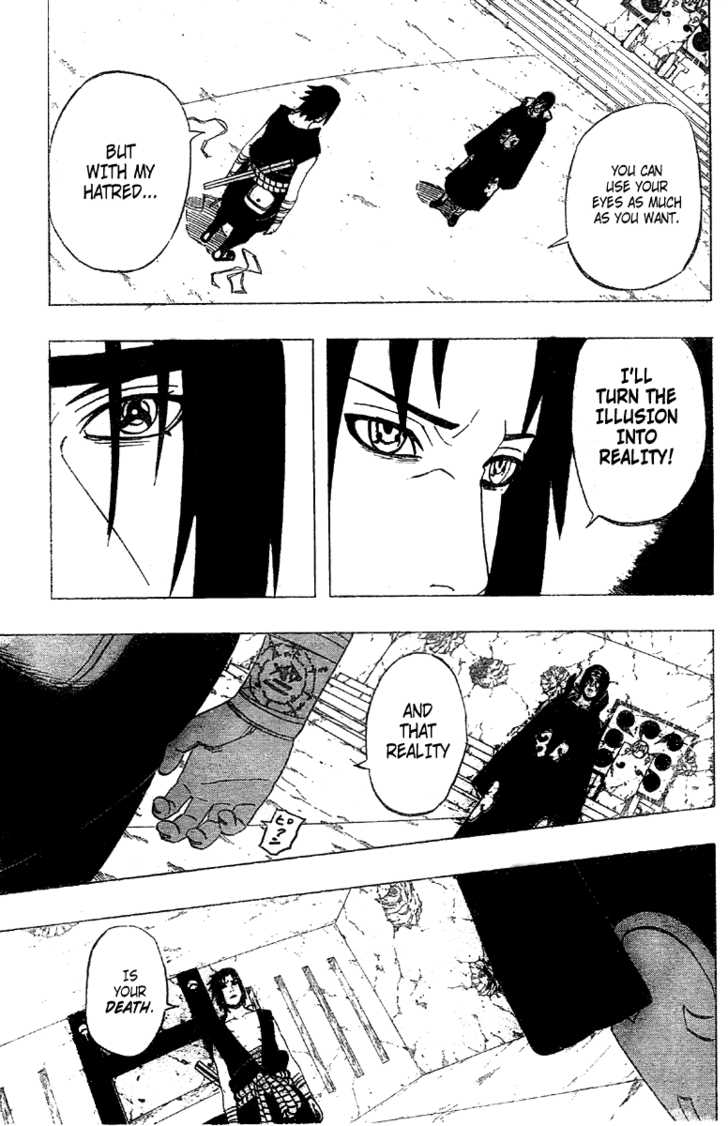 YOU CAN
USE YOUR
EYES AS MUCH
AS YOU WANT.
BUT
WITH MY
HATRED...
I'LL
TURN THE
ILLUSION
INTO
REALITY!
AND
THAT
REALITY
IS
YOUR
DEATH.